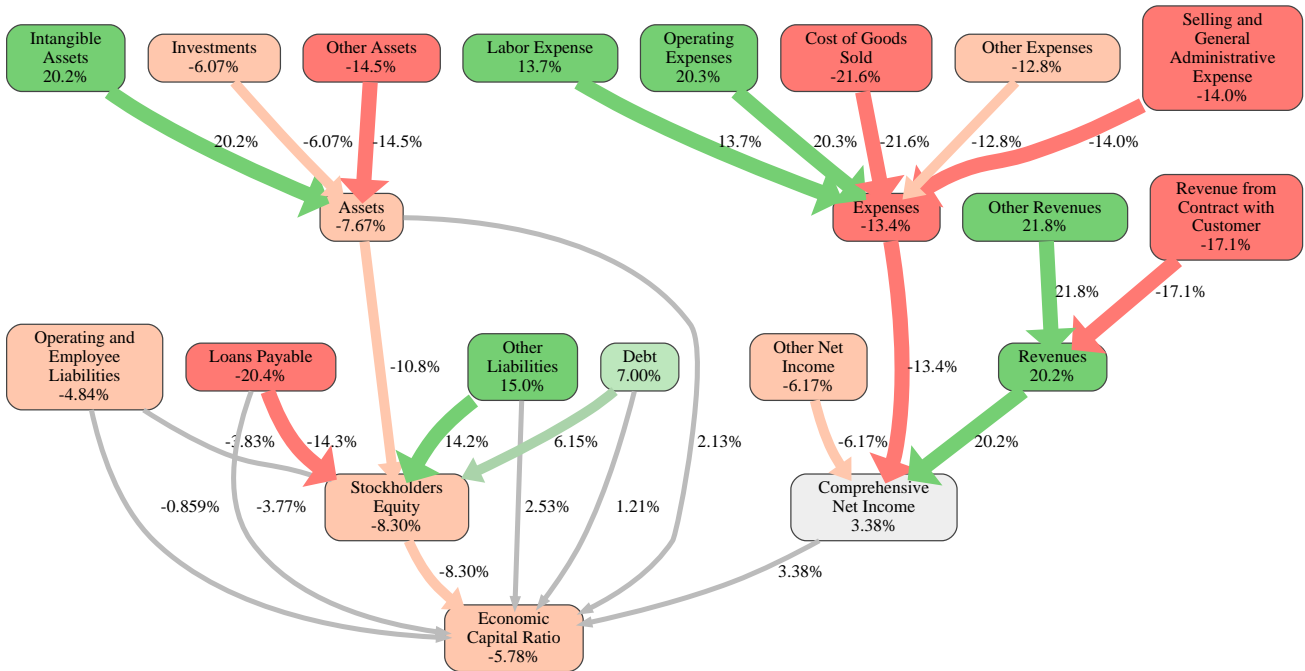 Intangible
Assets
20.2%
Investments
-6.07%
Other Assets
-14.5%
Labor Expense
13.7%
Operating
Expenses
20.3%
Cost of Goods
Sold
-21.6%
Other Expenses
-12.8%
Selling and
General
Administrative
Expense
-14.0%
20.2%
-6.07%
-14.5%
13.7%
20.3%
-21.6%
-12.8%
-14.0%
Assets
-7.67%
Expenses
-13.4%
Other Revenues
21.8%
Revenue from
Contract with
Customer
-17.1%
21.8%
-17.1%
Operating and
Employee
Liabilities
-4.84%
Loans Payable
-20.4%
Other
Liabilities
15.0%
Debt
7.00%
Other Net
Income
-6.17%
Revenues
20.2%
-10.8%
-13.4%
-3.83%
-14.3%
14.2%
6.15%
2.13%
-6.17%
20.2%
Stockholders
Equity
-8.30%
Comprehensive
Net Income
3.38%
-0.859%
-3.77%
2.53%
1.21%
-8.30%
3.38%
Economic
Capital Ratio
-5.78%